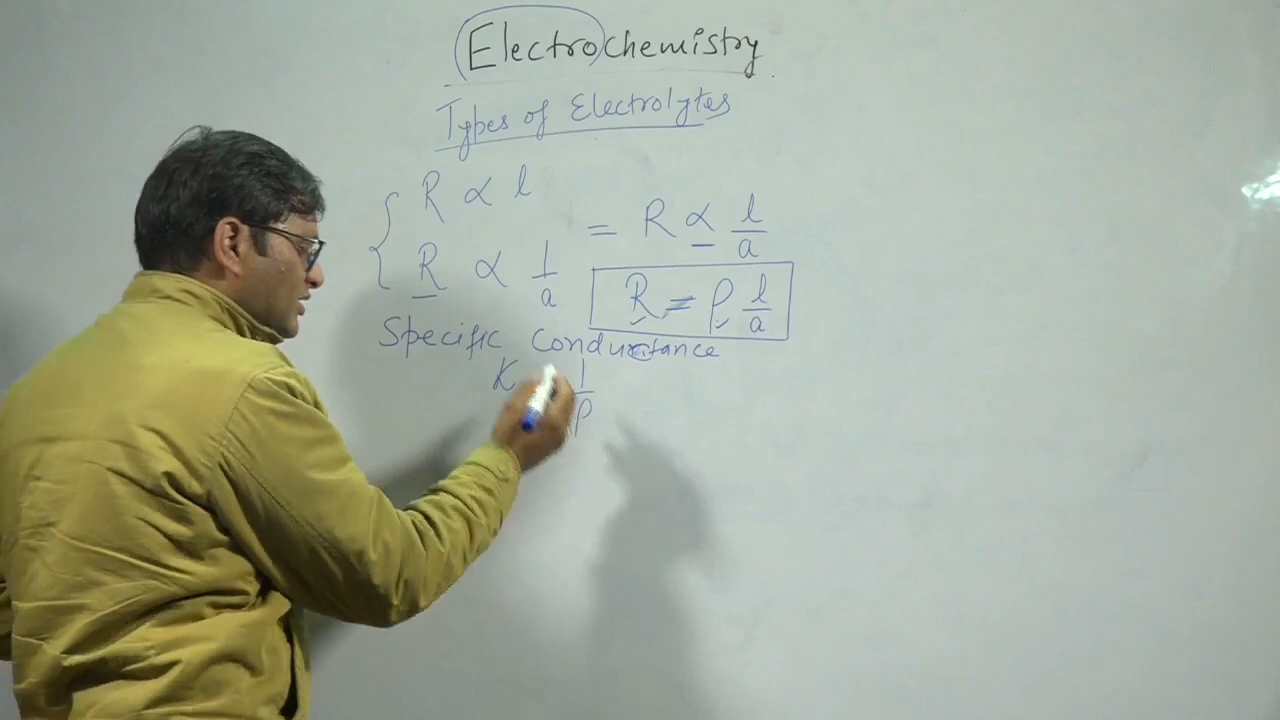 Electrochemistry
Types of Electrolytes
R ∝ l
R ∝ 1/a
= R ∝ l/a
R = ρ l/a
Specific Conductance
K 1/ρ